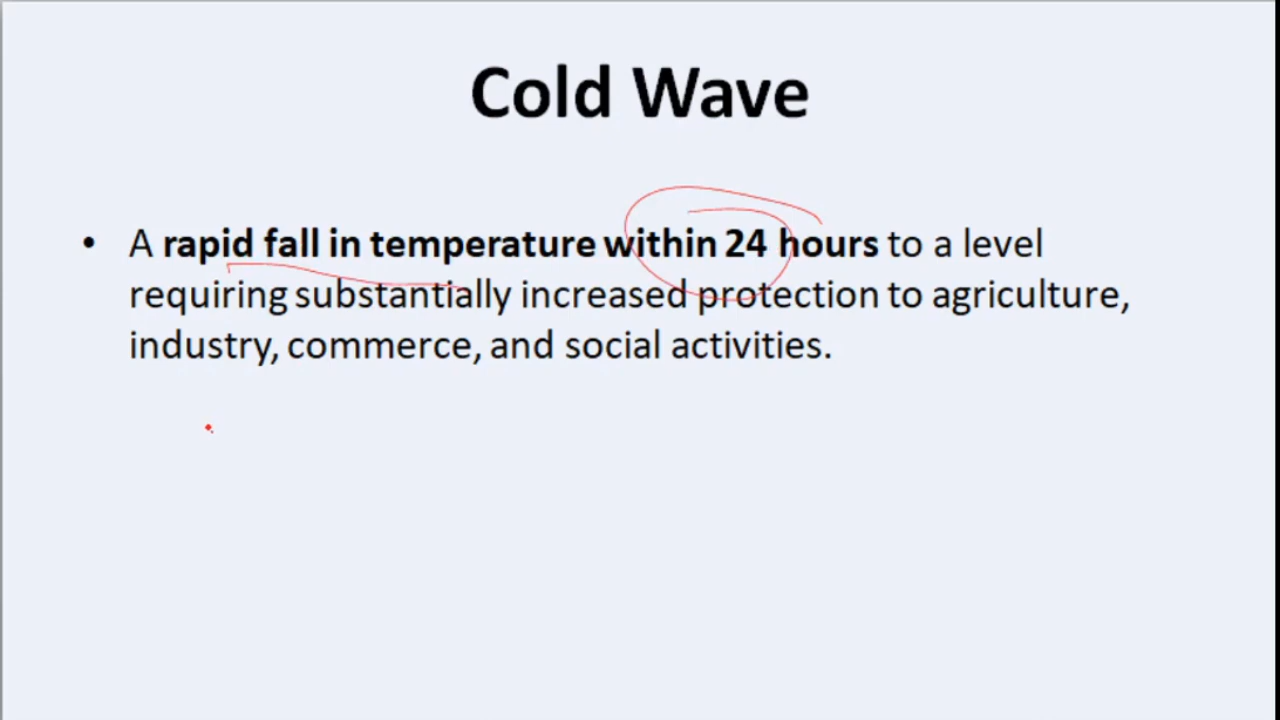 Cold Wave
• A rapid fall in temperature within 24 hours to a level
requiring substantially increased protection to agriculture,
industry, commerce, and social activities.